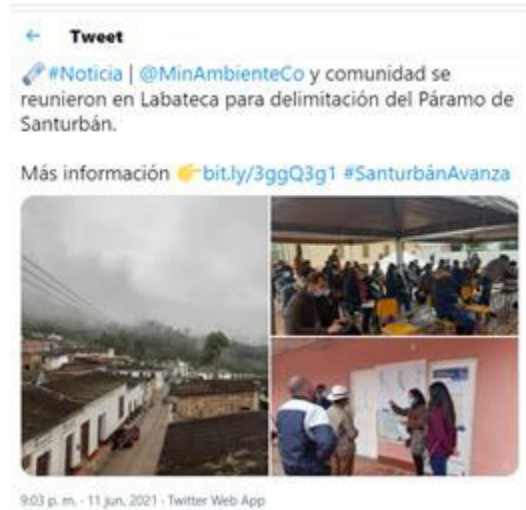 Tweet
#Noticia | @MinAmbienteCo y comunidad se
reunieron en Labateca para delimitación del Páramo de
Santurbán.
Más información 👉bit.ly/3ggQ3g1 #SanturbánAvanza
9:03 p. m. · 11 jun. 2021 · Twitter Web App